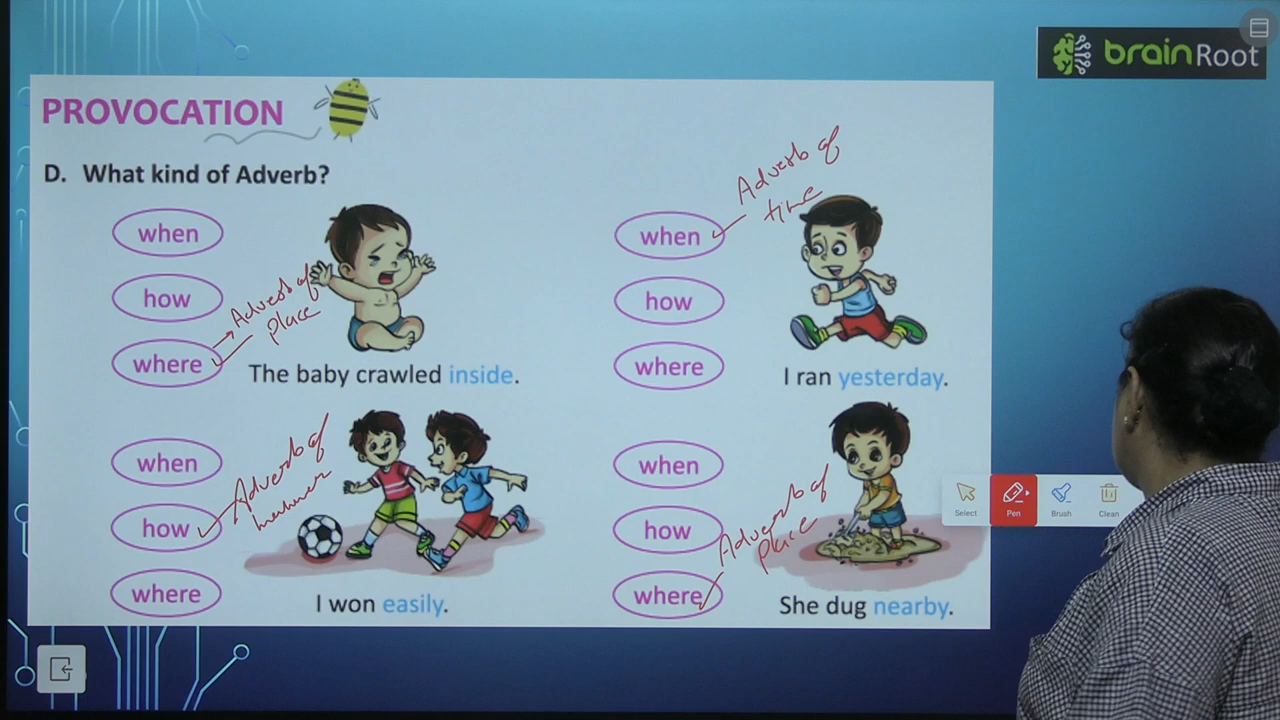 brainRoot
PROVOCATION
D. What kind of Adverb?
when
how
where
Adverb of
place
The baby crawled inside.
when
how
where
Adverb of
time
I ran yesterday.
when
how
where
Adverb of
I won easily.
when
how
where
Adverb of
place
She dug nearby.
Select
Pen
Brush
Clean